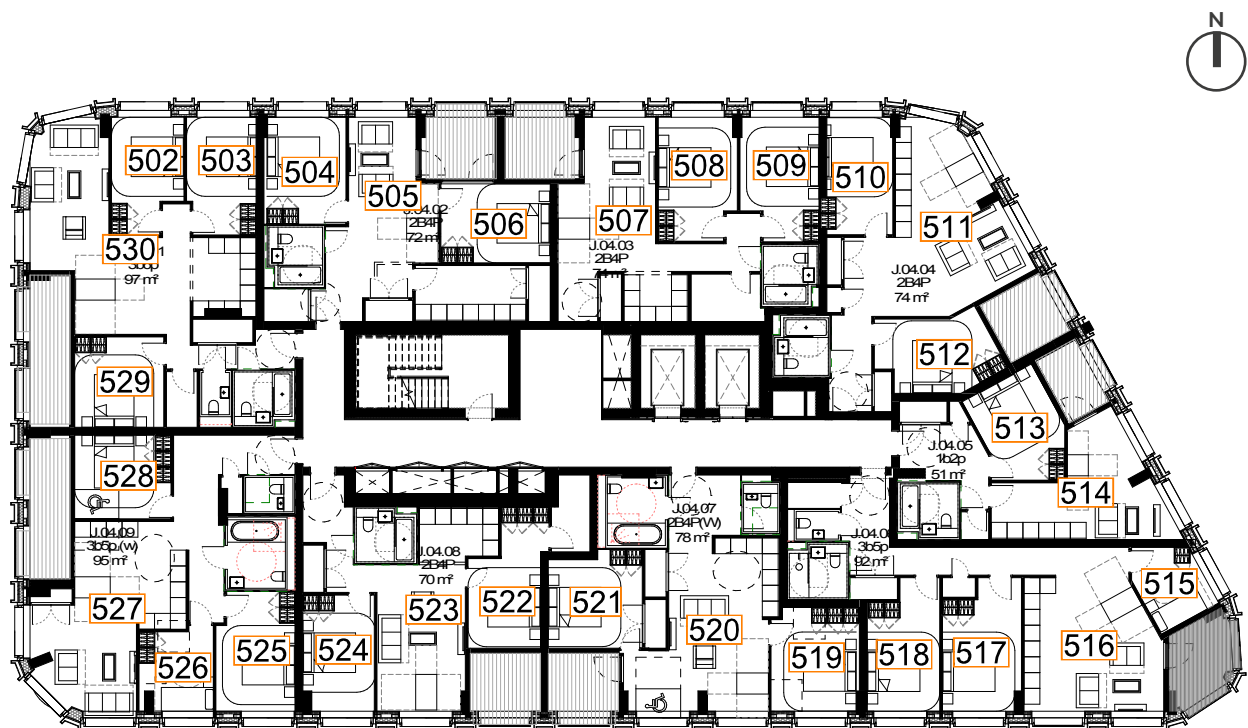 N
502
503
504
505
506
507
508
509
510
511
512
513
514
515
516
517
518
519
520
521
522
523
524
525
526
527
528
529
530
97 m²
J.04.02
2B4P
72 m²
J.04.03
2B4P
J.04.04
2B4P
74 m²
J.04.05
1b2p
51 m²
3b5p
92 m²
J.04.07
2B4P(W)
78 m²
J.04.08
2B4P
70 m²
J.04.09
3b5p.(w)
95 m²